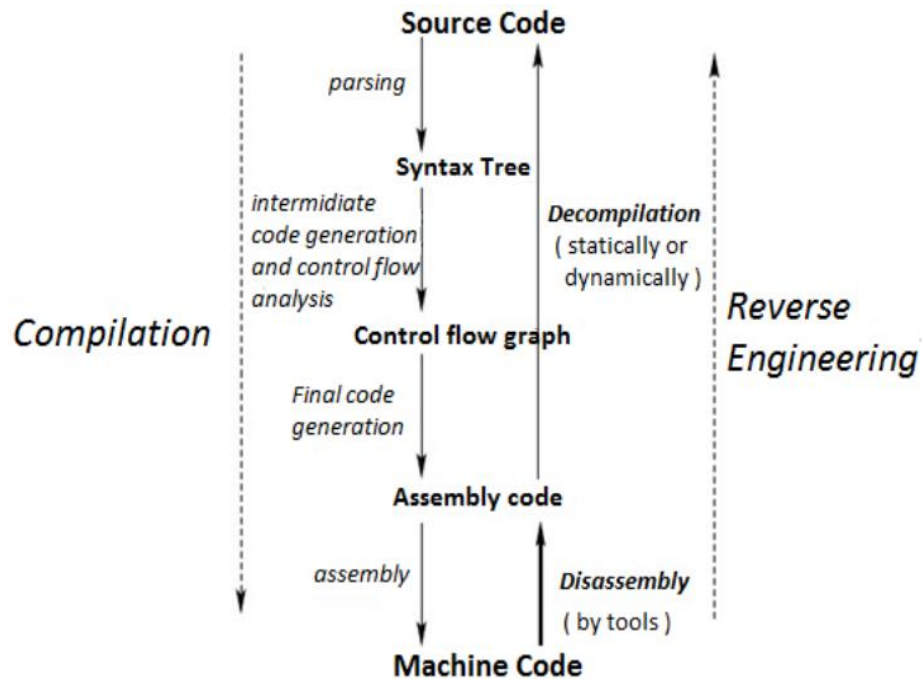 Source Code
parsing
Syntax Tree
intermidiate
code generation
and control flow
analysis
Decompilation
( statically or
dynamically )
Compilation
Reverse
Engineering
Control flow graph
Final code
generation
Assembly code
assembly
Disassembly
( by tools )
Machine Code